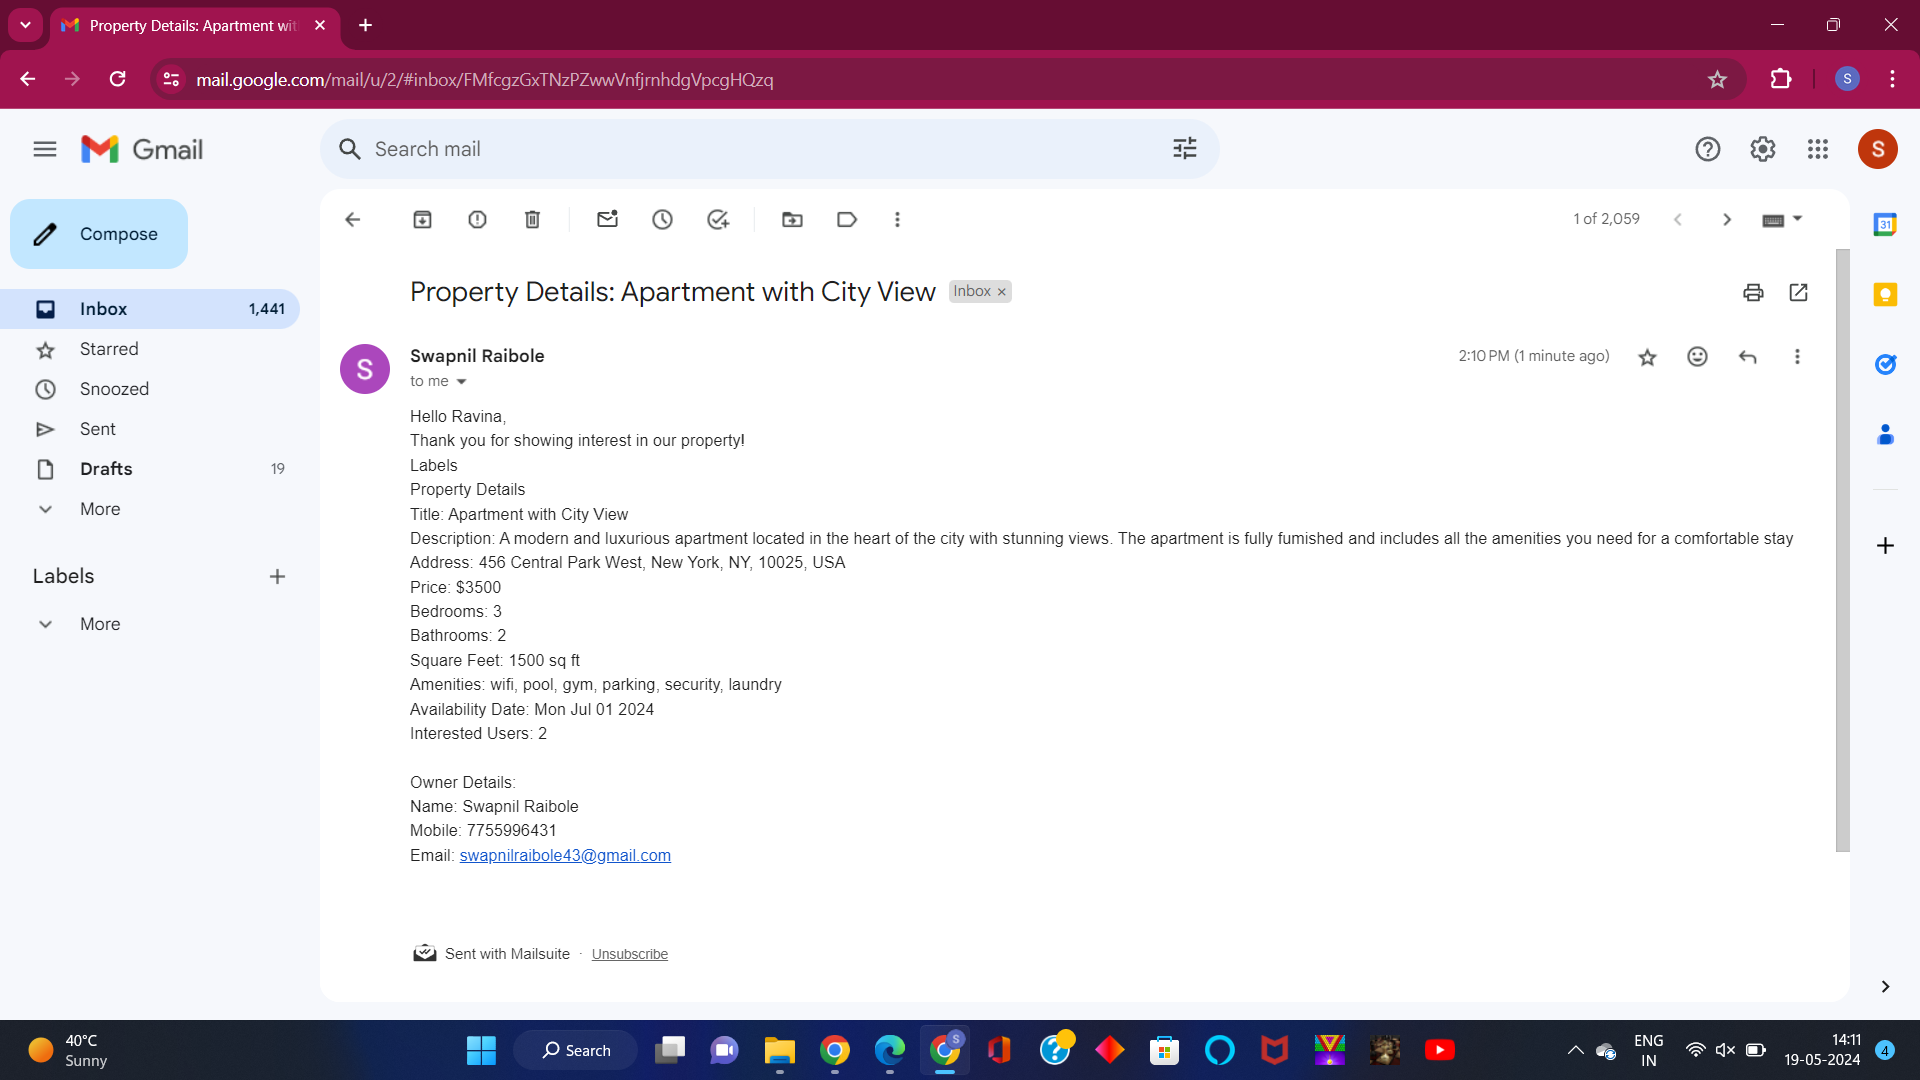 Property Details: Apartment wit
mail.google.com/mail/u/2/#inbox/FMfcgzGxTNzPZwwVnfjrnhdgVpcgHQzq
S
Gmail
Search mail
S
Compose
1 of 2,059
31
Inbox 1,441
Starred
Snoozed
Sent
Drafts 19
More
Labels
More
Property Details: Apartment with City View Inbox
S
Swapnil Raibole
2:10 PM (1 minute ago)
to me
Hello Ravina,
Thank you for showing interest in our property!
Labels
Property Details
Title: Apartment with City View
Description: A modern and luxurious apartment located in the heart of the city with stunning views. The apartment is fully furnished and includes all the amenities you need for a comfortable stay
Address: 456 Central Park West, New York, NY, 10025, USA
Price: $3500
Bedrooms: 3
Bathrooms: 2
Square Feet: 1500 sq ft
Amenities: wifi, pool, gym, parking, security, laundry
Availability Date: Mon Jul 01 2024
Interested Users: 2
Owner Details:
Name: Swapnil Raibole
Mobile: 7755996431
Email: swapnilraibole43@gmail.com
Sent with Mailsuite · Unsubscribe
40°C
Sunny
Search
S
ENG
IN
14:11
19-05-2024
4